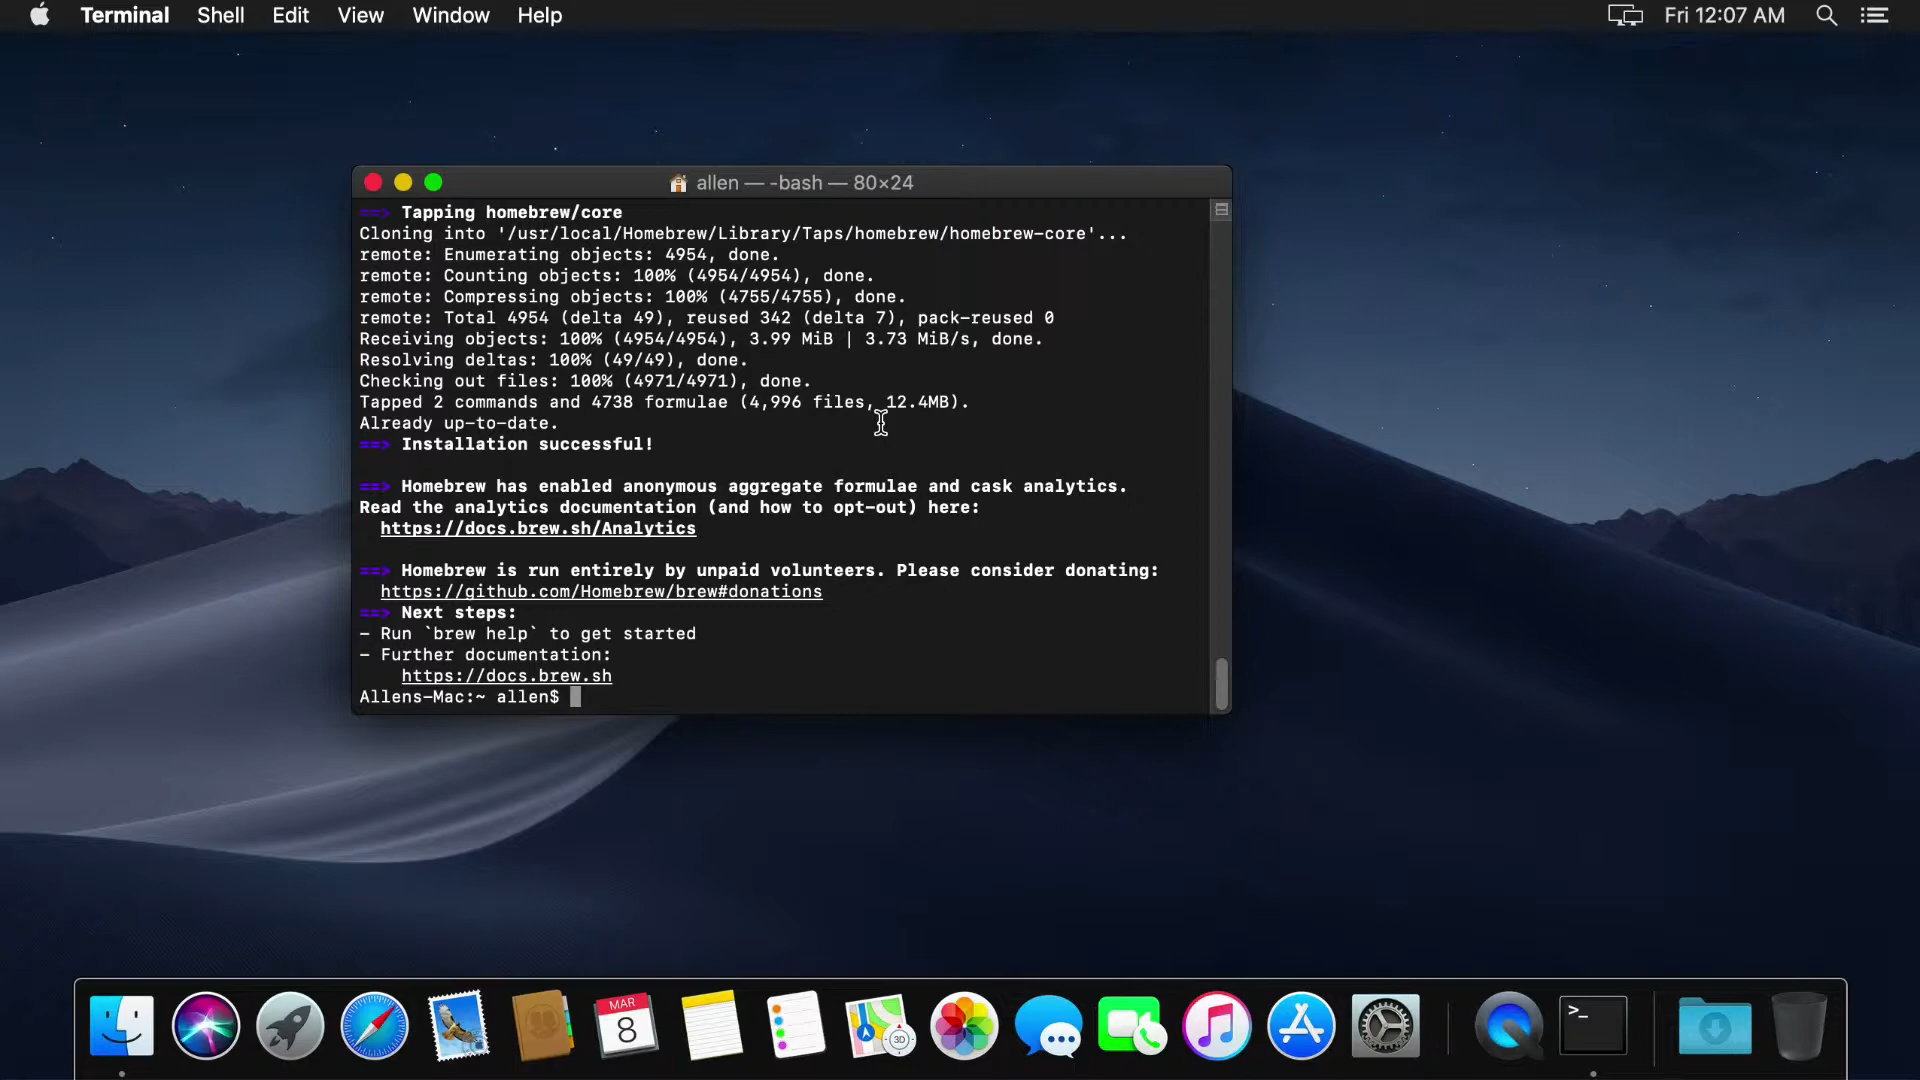 Terminal Shell Edit View Window Help Fri 12:07 AM
allen — -bash — 80×24
==> Tapping homebrew/core
Cloning into '/usr/local/Homebrew/Library/Taps/homebrew/homebrew-core'...
remote: Enumerating objects: 4954, done.
remote: Counting objects: 100% (4954/4954), done.
remote: Compressing objects: 100% (4755/4755), done.
remote: Total 4954 (delta 49), reused 342 (delta 7), pack-reused 0
Receiving objects: 100% (4954/4954), 3.99 MiB | 3.73 MiB/s, done.
Resolving deltas: 100% (49/49), done.
Checking out files: 100% (4971/4971), done.
Tapped 2 commands and 4738 formulae (4,996 files, 12.4MB).
Already up-to-date.
==> Installation successful!
==> Homebrew has enabled anonymous aggregate formulae and cask analytics.
Read the analytics documentation (and how to opt-out) here:
https://docs.brew.sh/Analytics
==> Homebrew is run entirely by unpaid volunteers. Please consider donating:
https://github.com/Homebrew/brew#donations
==> Next steps:
- Run `brew help` to get started
- Further documentation:
https://docs.brew.sh
Allens-Mac:~ allen$
MAR
8
3D
>_